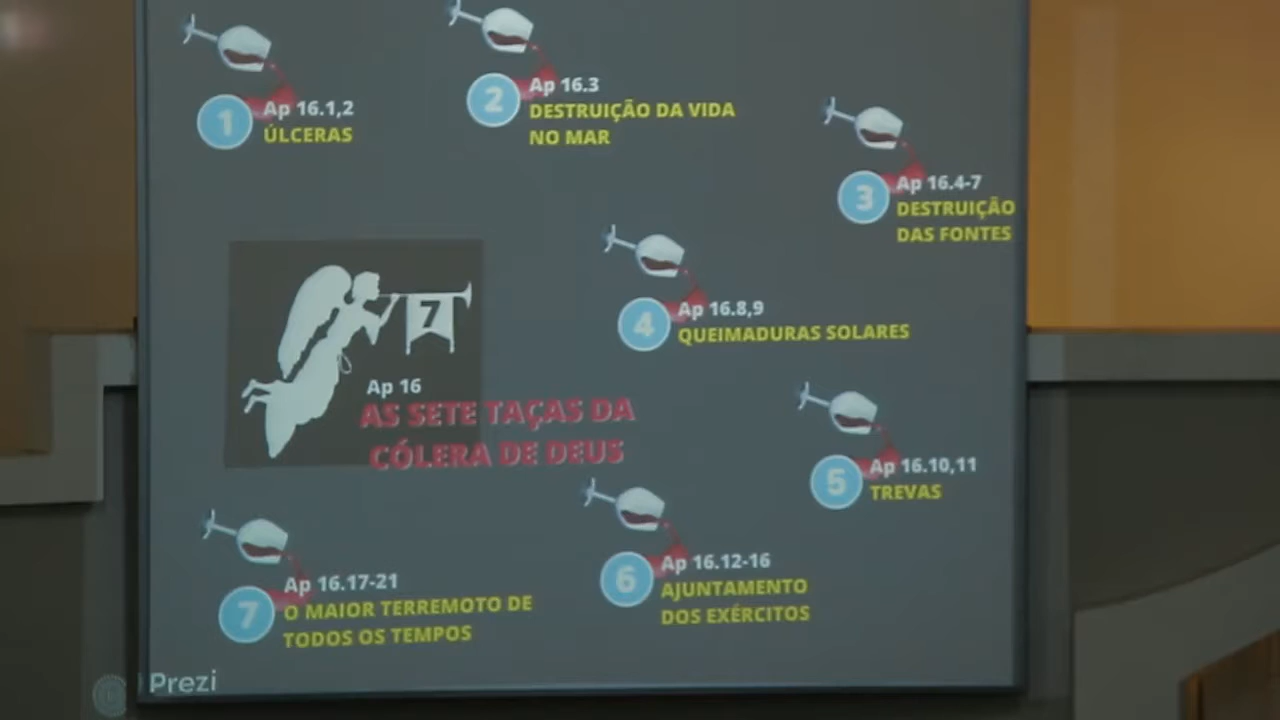 1
Ap 16.1,2
ÚLCERAS
2
Ap 16.3
DESTRUIÇÃO DA VIDA
NO MAR
3
Ap 16.4-7
DESTRUIÇÃO
DAS FONTES
4
Ap 16.8,9
QUEIMADURAS SOLARES
7
Ap 16
AS SETE TAÇAS DA
CÓLERA DE DEUS
5
Ap 16.10,11
TREVAS
6
Ap 16.12-16
AJUNTAMENTO
DOS EXÉRCITOS
7
Ap 16.17-21
O MAIOR TERREMOTO DE
TODOS OS TEMPOS
Prezi